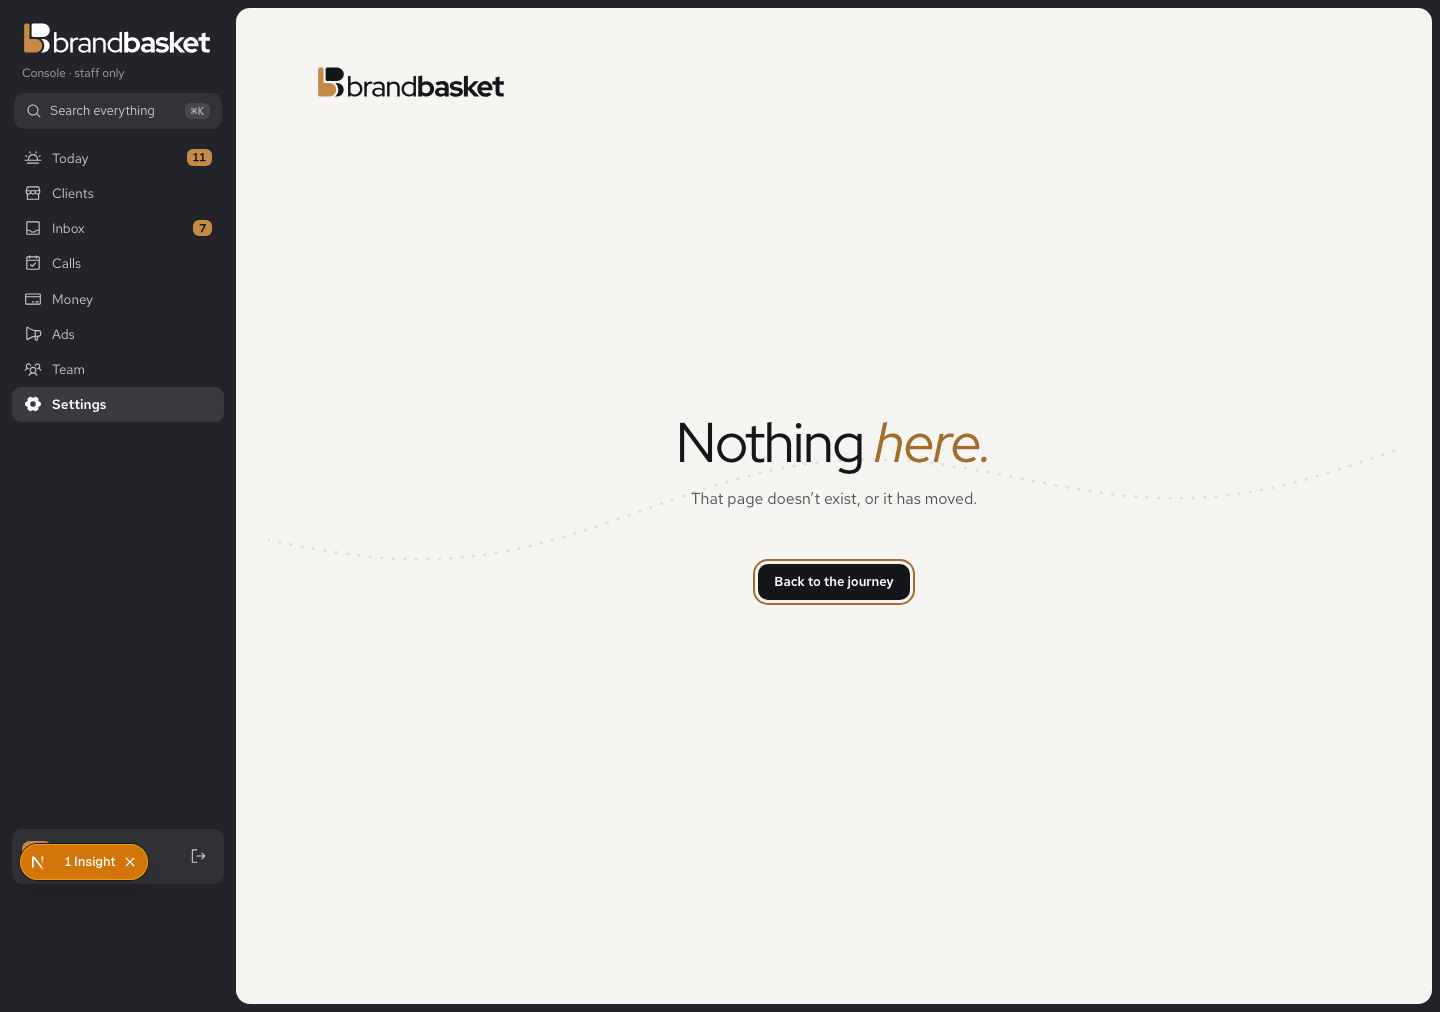 brandbasket
Console · staff only
Search everything ⌘K
Today 11
Clients
Inbox 7
Calls
Money
Ads
Team
Settings
1 Insight
brandbasket
Nothing here.
That page doesn’t exist, or it has moved.
Back to the journey